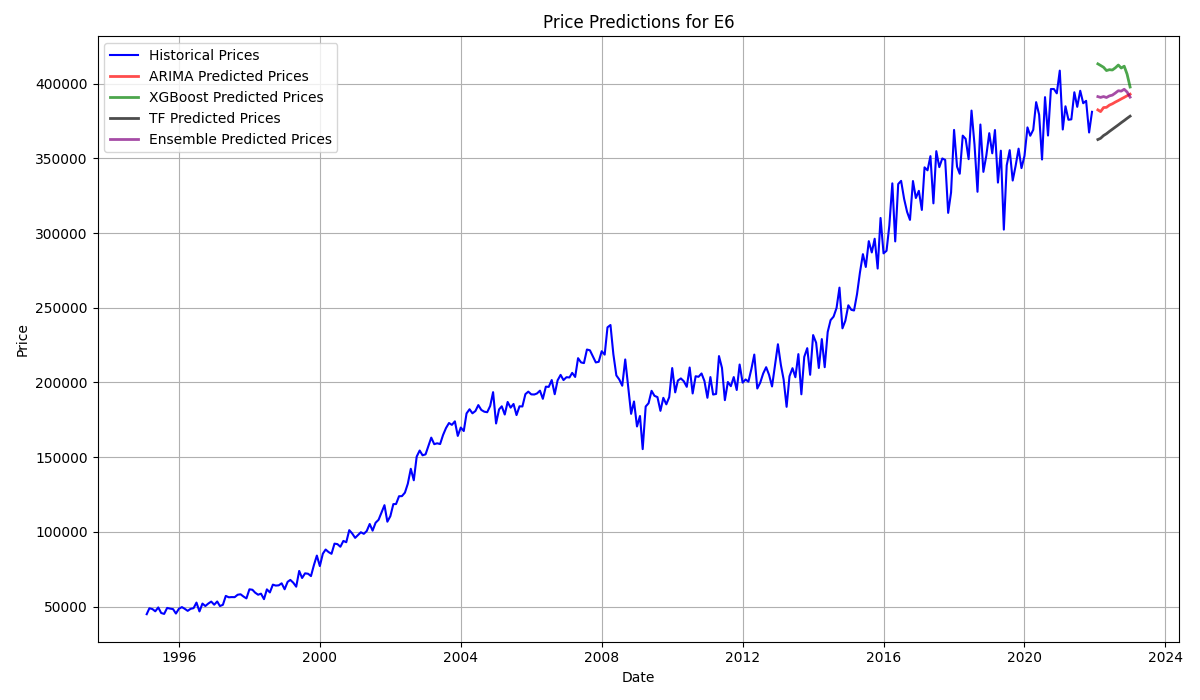 Price Predictions for E6
Historical Prices
ARIMA Predicted Prices
XGBoost Predicted Prices
TF Predicted Prices
Ensemble Predicted Prices
400000
350000
300000
250000
200000
150000
100000
50000
Price
1996 2000 2004 2008 2012 2016 2020 2024
Date